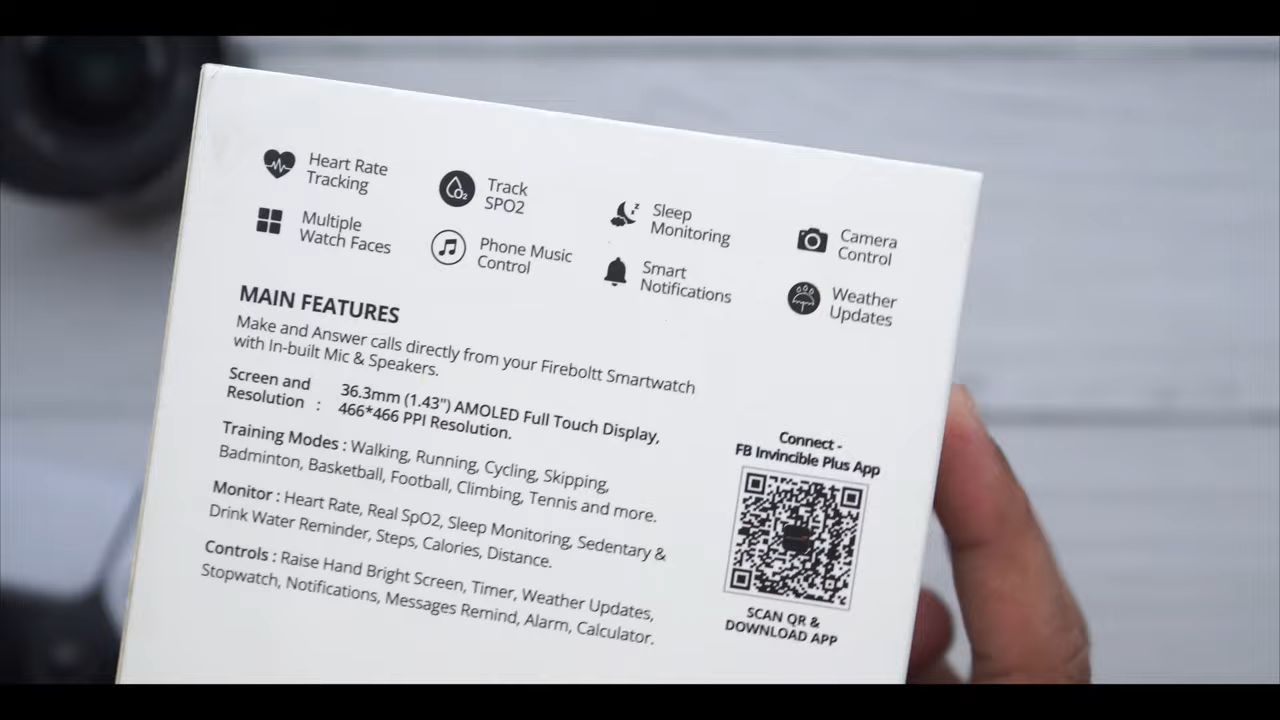 Heart Rate
Tracking
Track
SPO2
Sleep
Monitoring
Camera
Control
Multiple
Watch Faces
Phone Music
Control
Smart
Notifications
Weather
Updates
MAIN FEATURES
Make and Answer calls directly from your Fireboltt Smartwatch
with In-built Mic & Speakers.
Screen and
Resolution :
36.3mm (1.43") AMOLED Full Touch Display,
466*466 PPI Resolution.
Training Modes : Walking, Running, Cycling, Skipping,
Badminton, Basketball, Football, Climbing, Tennis and more.
Monitor : Heart Rate, Real SpO2, Sleep Monitoring, Sedentary &
Drink Water Reminder, Steps, Calories, Distance.
Controls : Raise Hand Bright Screen, Timer, Weather Updates,
Stopwatch, Notifications, Messages Remind, Alarm, Calculator.
Connect -
FB Invincible Plus App
SCAN QR &
DOWNLOAD APP